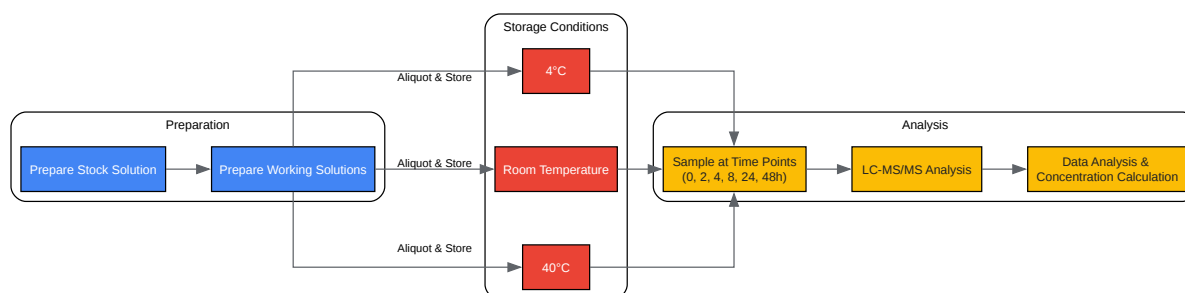 Storage Conditions
4°C
Aliquot & Store
Preparation
Analysis
Prepare Stock Solution
Prepare Working Solutions
Aliquot & Store
Room Temperature
Sample at Time Points
(0, 2, 4, 8, 24, 48h)
LC-MS/MS Analysis
Data Analysis &
Concentration Calculation
Aliquot & Store
40°C